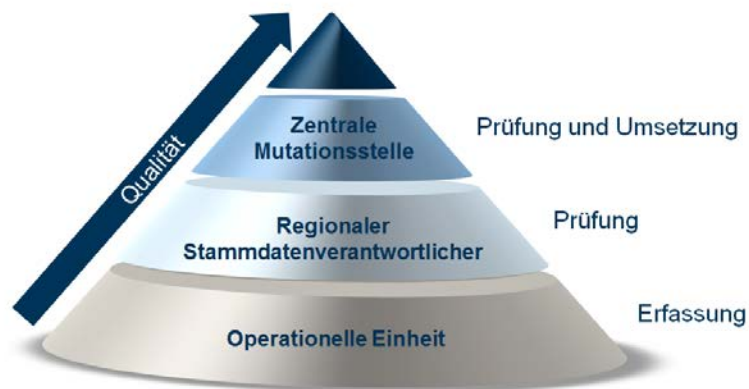 Qualität
Zentrale
Mutationsstelle
Prüfung und Umsetzung
Regionaler
Stammdatenverantwortlicher
Prüfung
Operationelle Einheit
Erfassung